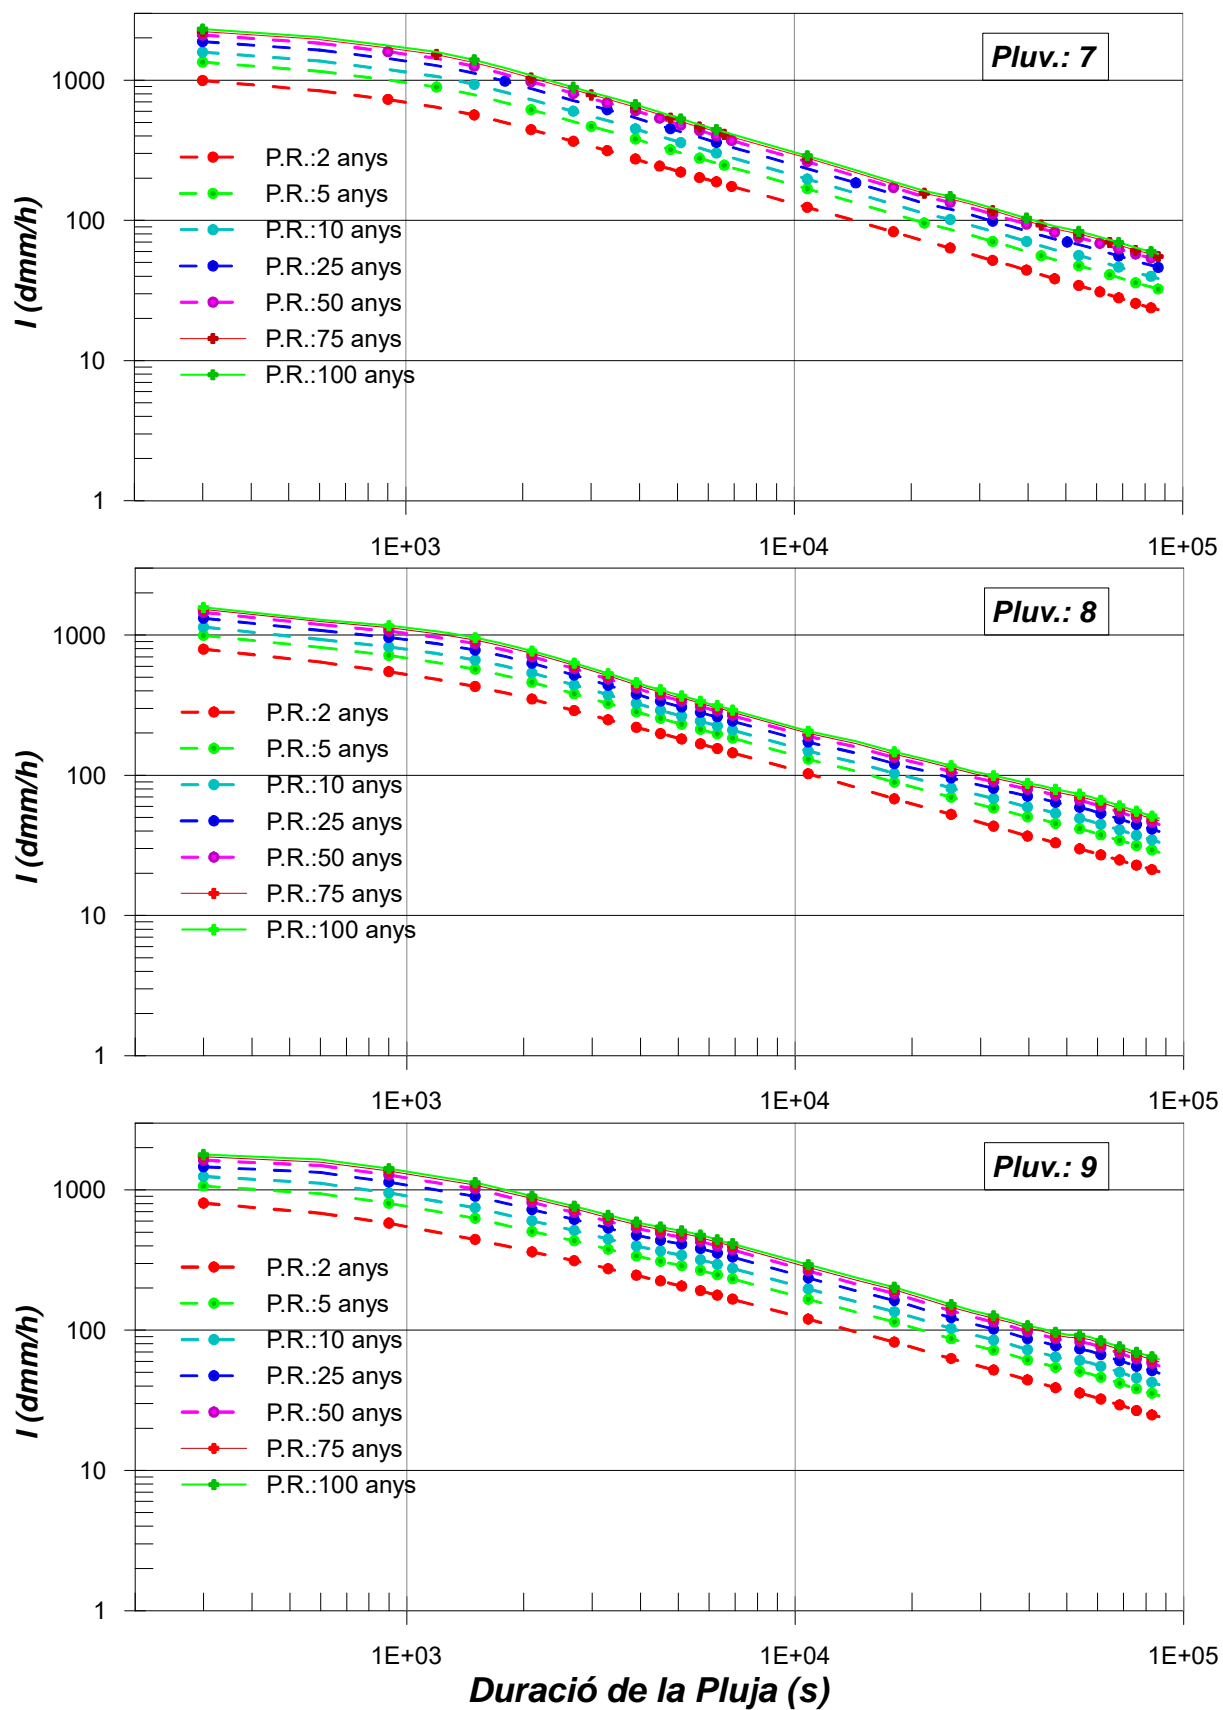 Pluv.: 7
1000
100
10
1
I (dmm/h)
P.R.:2 anys
P.R.:5 anys
P.R.:10 anys
P.R.:25 anys
P.R.:50 anys
P.R.:75 anys
P.R.:100 anys
1E+03 1E+04 1E+05
Pluv.: 8
1000
100
10
1
I (dmm/h)
P.R.:2 anys
P.R.:5 anys
P.R.:10 anys
P.R.:25 anys
P.R.:50 anys
P.R.:75 anys
P.R.:100 anys
1E+03 1E+04 1E+05
Pluv.: 9
1000
100
10
1
I (dmm/h)
P.R.:2 anys
P.R.:5 anys
P.R.:10 anys
P.R.:25 anys
P.R.:50 anys
P.R.:75 anys
P.R.:100 anys
1E+03 1E+04 1E+05
Duració de la Pluja (s)